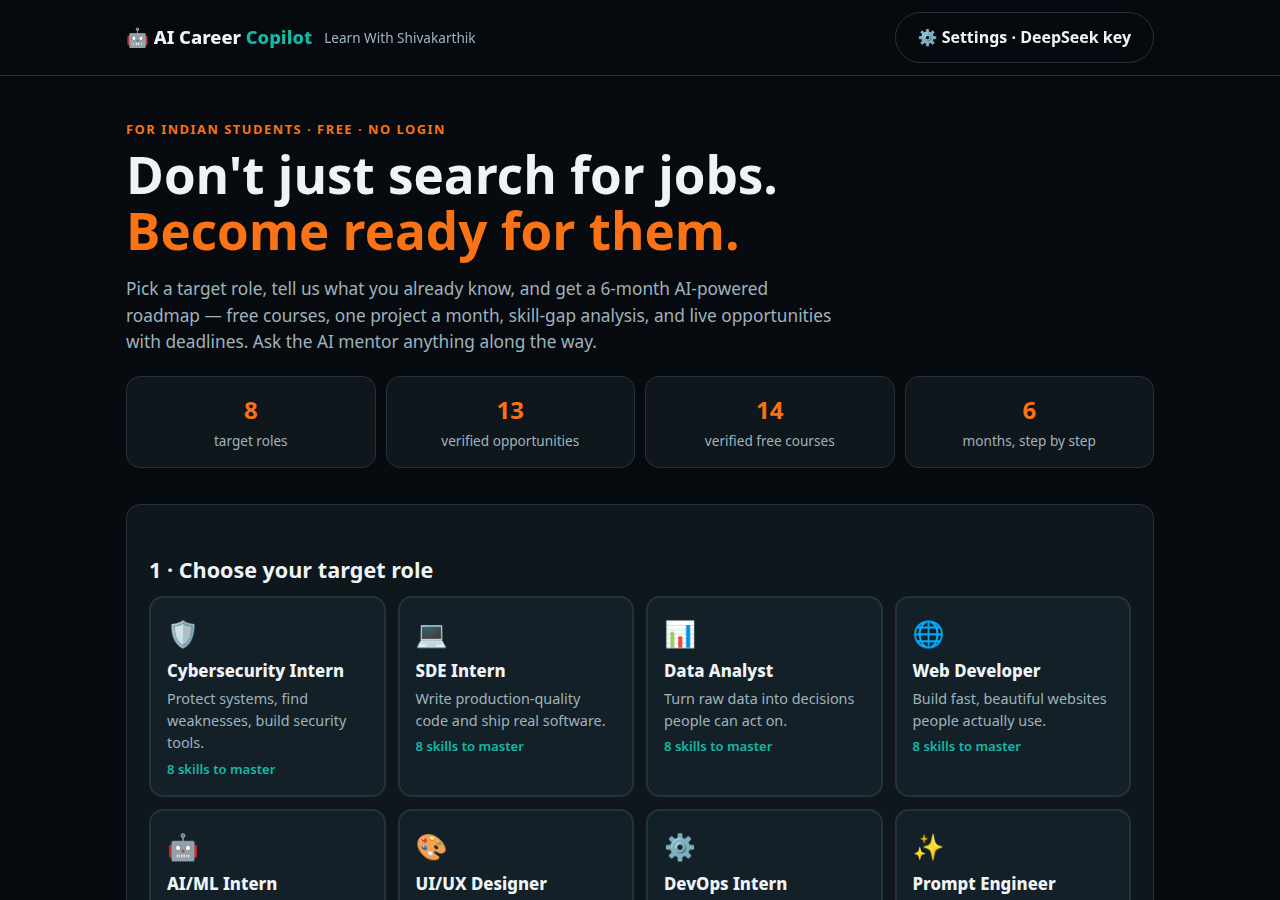 🤖 AI Career Copilot Learn With Shivakarthik
⚙️ Settings · DeepSeek key
FOR INDIAN STUDENTS · FREE · NO LOGIN
Don't just search for jobs.
Become ready for them.
Pick a target role, tell us what you already know, and get a 6-month AI-powered
roadmap — free courses, one project a month, skill-gap analysis, and live opportunities
with deadlines. Ask the AI mentor anything along the way.
8
target roles
13
verified opportunities
14
verified free courses
6
months, step by step
1 · Choose your target role
Cybersecurity Intern
Protect systems, find
weaknesses, build security
tools.
8 skills to master
SDE Intern
Write production-quality
code and ship real software.
8 skills to master
Data Analyst
Turn raw data into decisions
people can act on.
8 skills to master
Web Developer
Build fast, beautiful websites
people actually use.
8 skills to master
AI/ML Intern
UI/UX Designer
DevOps Intern
Prompt Engineer